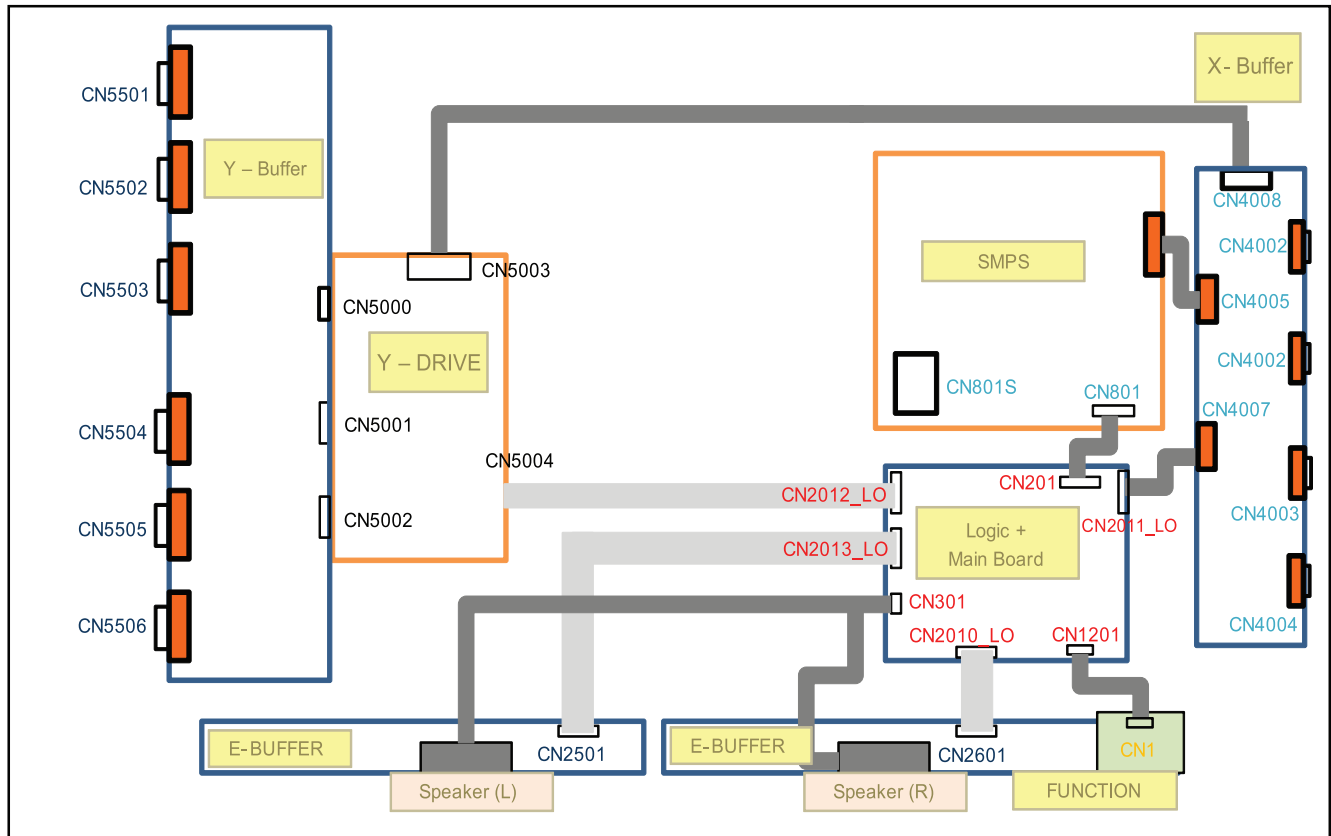 X- Buffer
CN5501
Y – Buffer
CN5502
CN4008
CN4002
CN5003
SMPS
CN5503
CN5000
CN4005
Y – DRIVE
CN4002
CN801S
CN801
CN4007
CN5504
CN5001
CN5004
CN201
CN2012_LO
CN4003
CN5505
CN5002
CN2011_LO
Logic +
Main Board
CN2013_LO
CN301
CN5506
CN2010_LO
CN1201
CN4004
E-BUFFER
CN2501
E-BUFFER
CN2601
CN1
Speaker (L)
Speaker (R)
FUNCTION